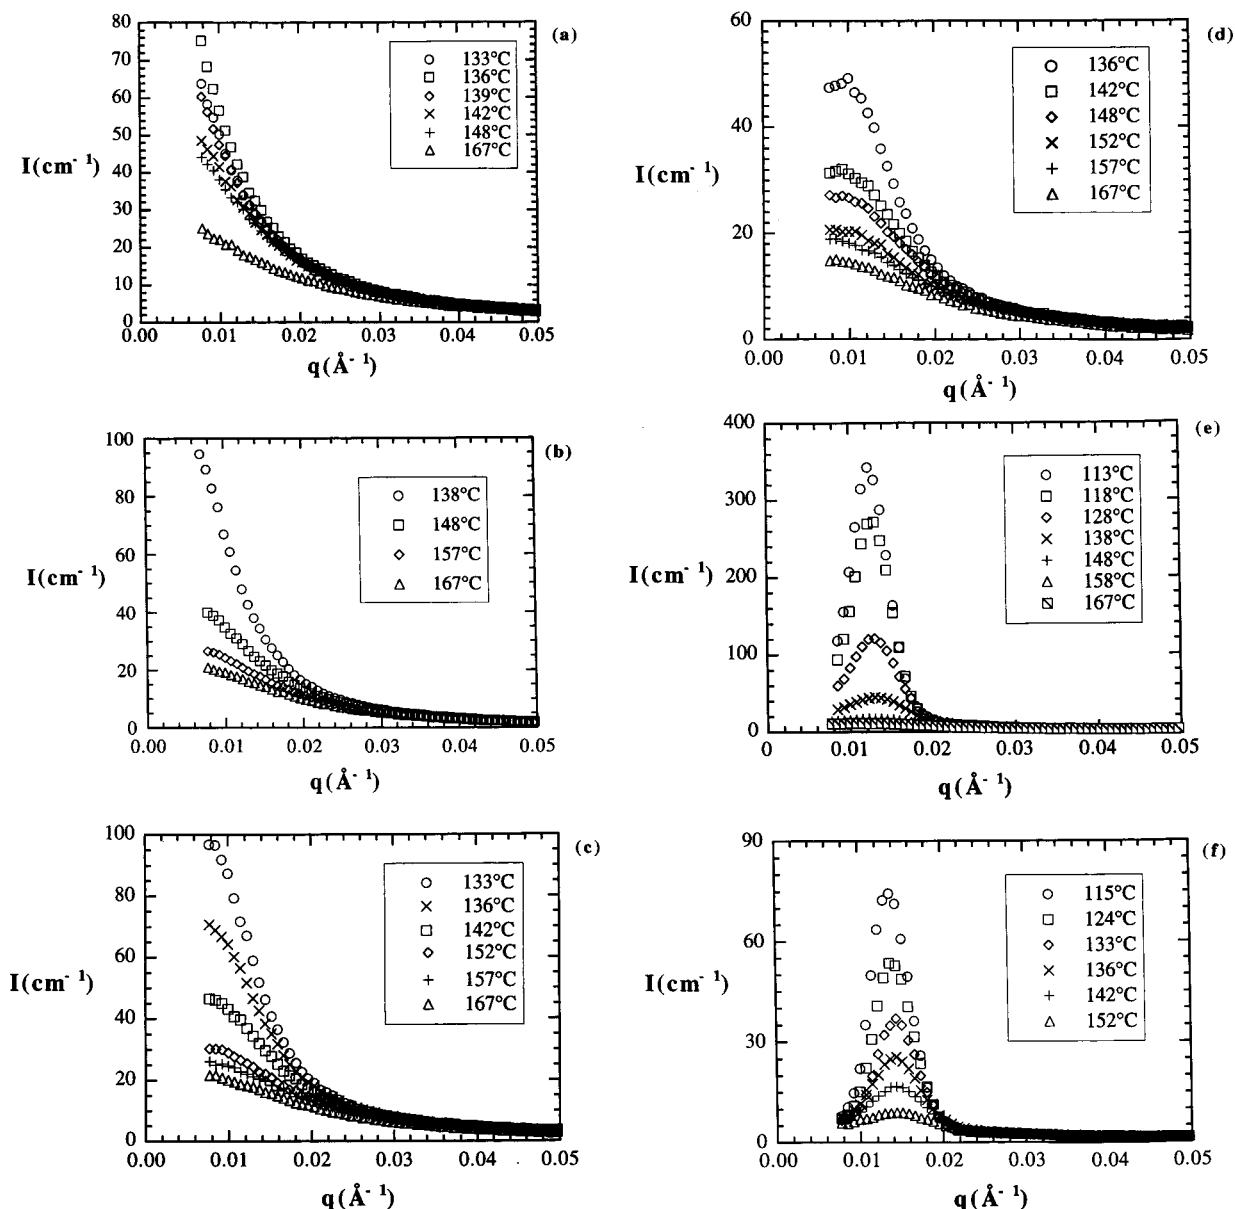 (a)
80
70
60
50
40
30
20
10
0
I(cm⁻¹)
133°C
136°C
139°C
142°C
148°C
167°C
0.00 0.01 0.02 0.03 0.04 0.05
q(Å⁻¹)
(d)
60
40
20
0
I(cm⁻¹)
136°C
142°C
148°C
152°C
157°C
167°C
0.00 0.01 0.02 0.03 0.04 0.05
q(Å⁻¹)
(b)
100
80
60
40
20
0
I(cm⁻¹)
138°C
148°C
157°C
167°C
0.00 0.01 0.02 0.03 0.04 0.05
q(Å⁻¹)
(e)
400
300
200
100
0
I(cm⁻¹)
113°C
118°C
128°C
138°C
148°C
158°C
167°C
0 0.01 0.02 0.03 0.04 0.05
q(Å⁻¹)
(c)
100
80
60
40
20
0
I(cm⁻¹)
133°C
136°C
142°C
152°C
157°C
167°C
0.00 0.01 0.02 0.03 0.04 0.05
q(Å⁻¹)
(f)
90
60
30
0
I(cm⁻¹)
115°C
124°C
133°C
136°C
142°C
152°C
0.00 0.01 0.02 0.03 0.04 0.05
q(Å⁻¹)